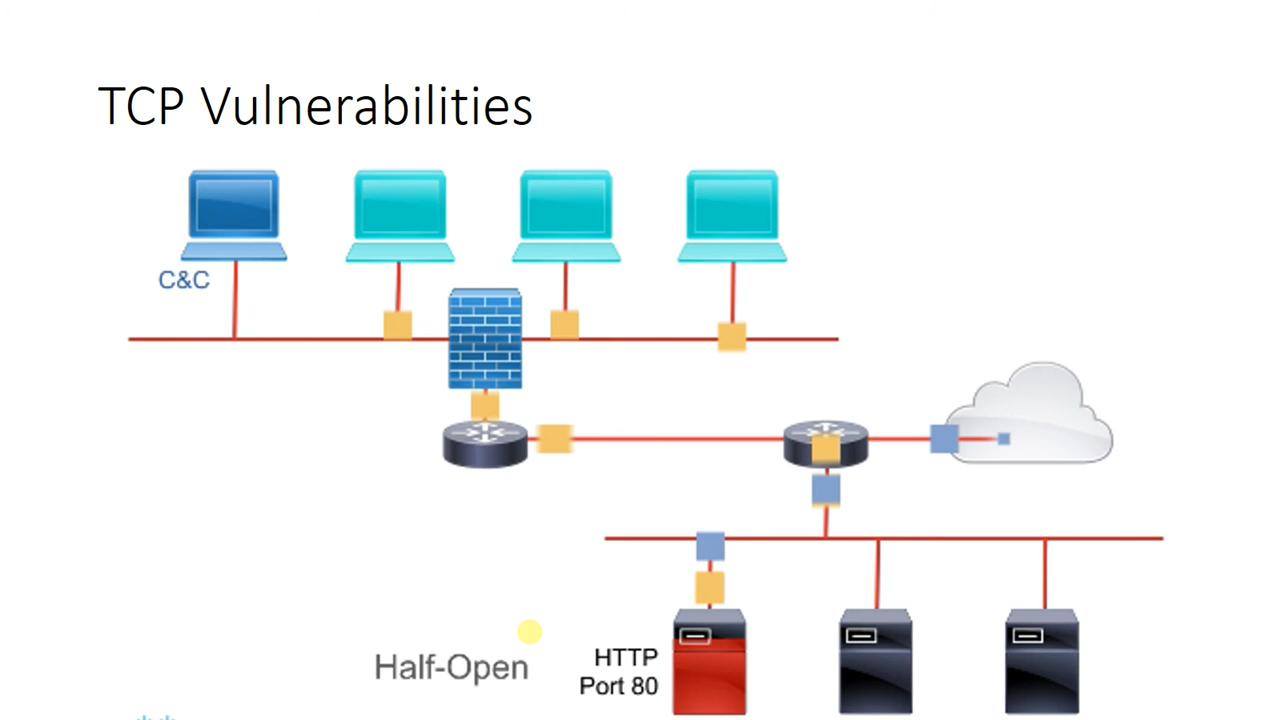 TCP Vulnerabilities
C&C
Half-Open
HTTP
Port 80